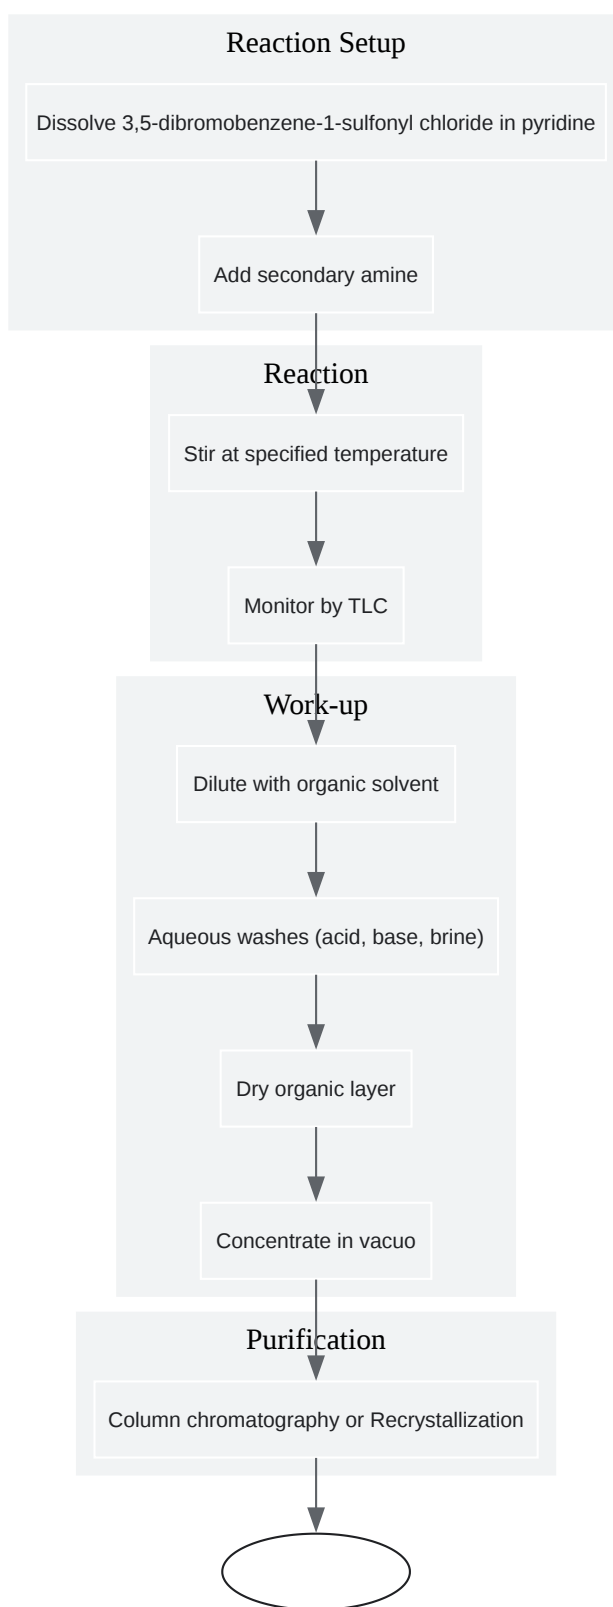 Reaction Setup
Dissolve 3,5-dibromobenzene-1-sulfonyl chloride in pyridine
Add secondary amine
Reaction
Stir at specified temperature
Monitor by TLC
Work-up
Dilute with organic solvent
Aqueous washes (acid, base, brine)
Dry organic layer
Concentrate in vacuo
Purification
Column chromatography or Recrystallization